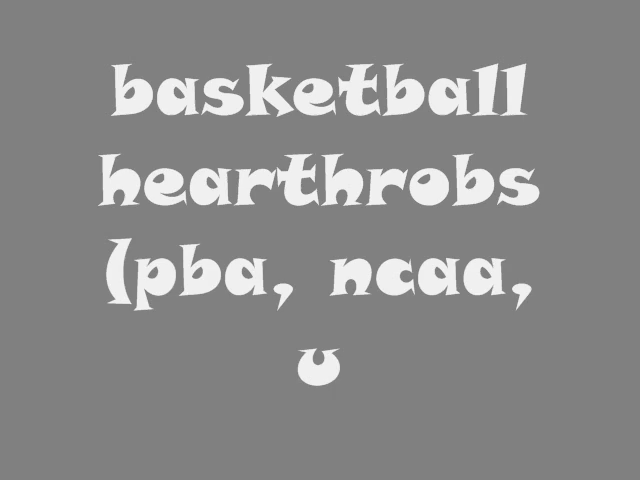 basketball
hearthrobs
(pba, ncaa,
u